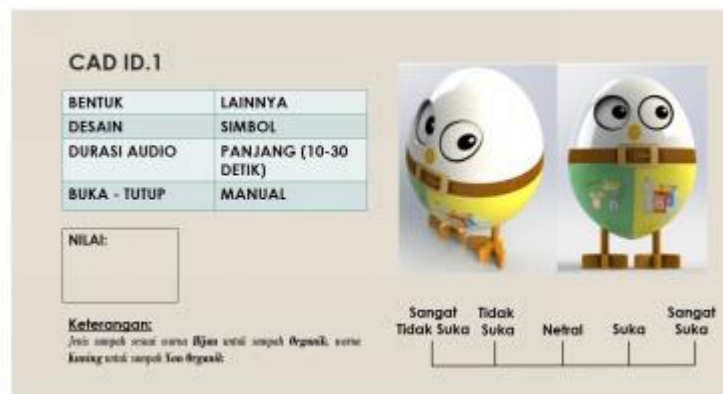 CAD ID.1
BENTUK LAINNYA
DESAIN SIMBOL
DURASI AUDIO PANJANG (10-30
DETIK)
BUKA - TUTUP MANUAL
NILAI:
Keterangan:
Jenis sampah sesuai warna Hijau untuk sampah Organik, warna
Kuning untuk sampah Non Organik
Sangat Tidak Suka
Tidak Suka
Netral
Suka
Sangat Suka